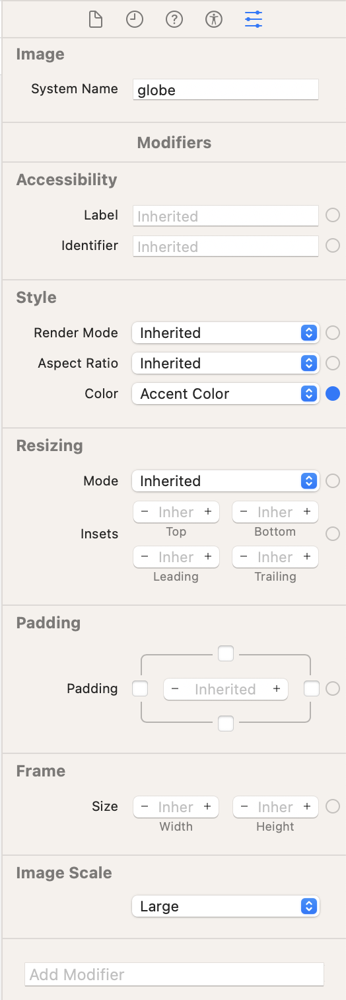 Image
System Name globe
Modifiers
Accessibility
Label Inherited
Identifier Inherited
Style
Render Mode Inherited
Aspect Ratio Inherited
Color Accent Color
Resizing
Mode Inherited
− Inher + − Inher +
Top Bottom
Insets
− Inher + − Inher +
Leading Trailing
Padding
Padding − Inherited +
Frame
Size − Inher + − Inher +
Width Height
Image Scale
Large
Add Modifier